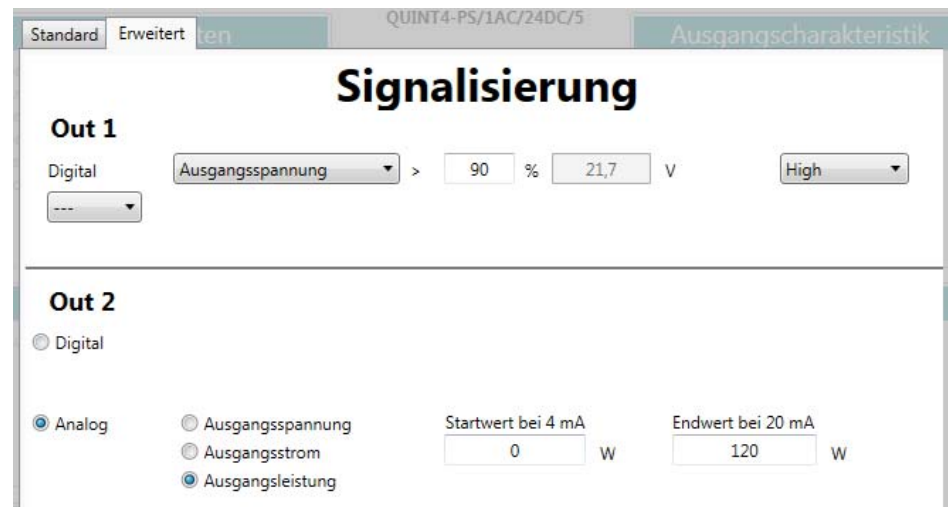 QUINT4-PS/1AC/24DC/5
Standard Erweitert ten Ausgangscharakteristik
Signalisierung
Out 1
Digital Ausgangsspannung > 90 % 21,7 V High
---
Out 2
Digital
Analog Ausgangsspannung Startwert bei 4 mA Endwert bei 20 mA
Ausgangsstrom 0 W 120 W
Ausgangsleistung